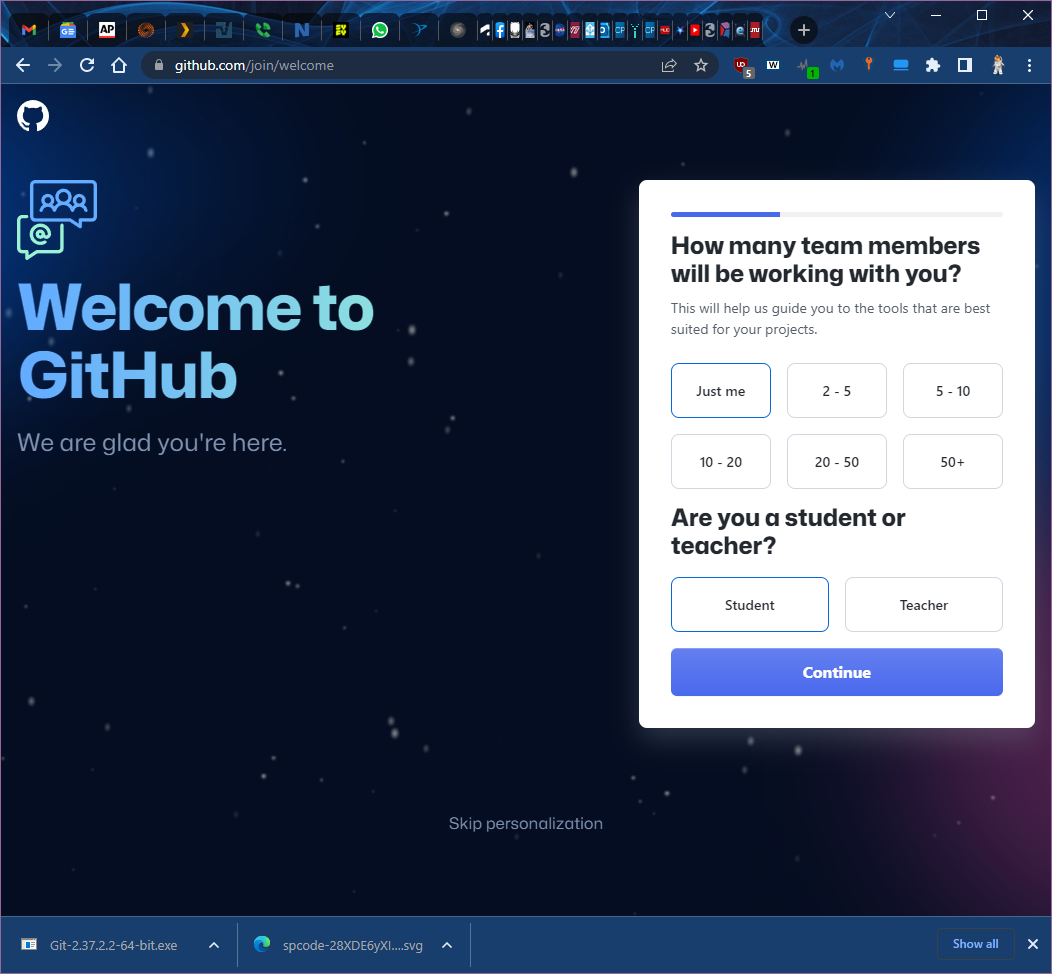 github.com/join/welcome
5
W
1
Welcome to
GitHub
We are glad you're here.
How many team members
will be working with you?
This will help us guide you to the tools that are best
suited for your projects.
Just me
2 - 5
5 - 10
10 - 20
20 - 50
50+
Are you a student or
teacher?
Student
Teacher
Continue
Skip personalization
Git-2.37.2.2-64-bit.exe
spcode-28XDE6yXI....svg
Show all